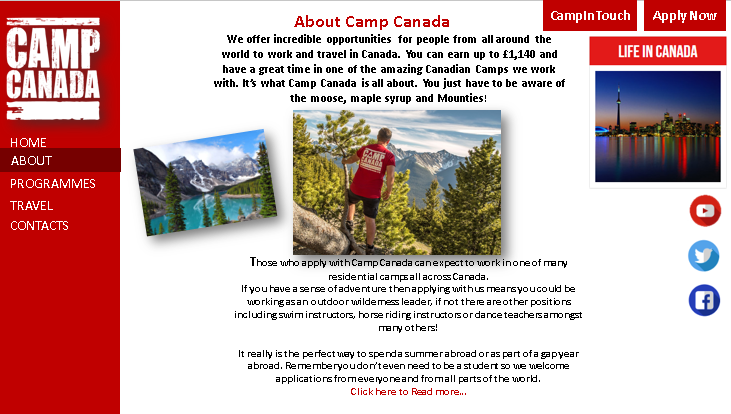 CampInTouch
Apply Now
CAMP
CANADA
HOME
ABOUT
PROGRAMMES
TRAVEL
CONTACTS
About Camp Canada
We offer incredible opportunities for people from all around the
world to work and travel in Canada. You can earn up to £1,140 and
have a great time in one of the amazing Canadian Camps we work
with. It's what Camp Canada is all about. You just have to be aware of
the moose, maple syrup and Mounties!
LIFE IN CANADA
CAMP
CANADA
Those who apply with Camp Canada can expect to work in one of many
residential camps all across Canada.
If you have a sense of adventure then applying with us means you could be
working as an outdoor wilderness leader, if not there are other positions
including swim instructors, horse riding instructors or dance teachers amongst
many others!
It really is the perfect way to spend a summer abroad or as part of a gap year
abroad. Remember you don't even need to be a student so we welcome
applications from everyone and from all parts of the world.
Click here to Read more...